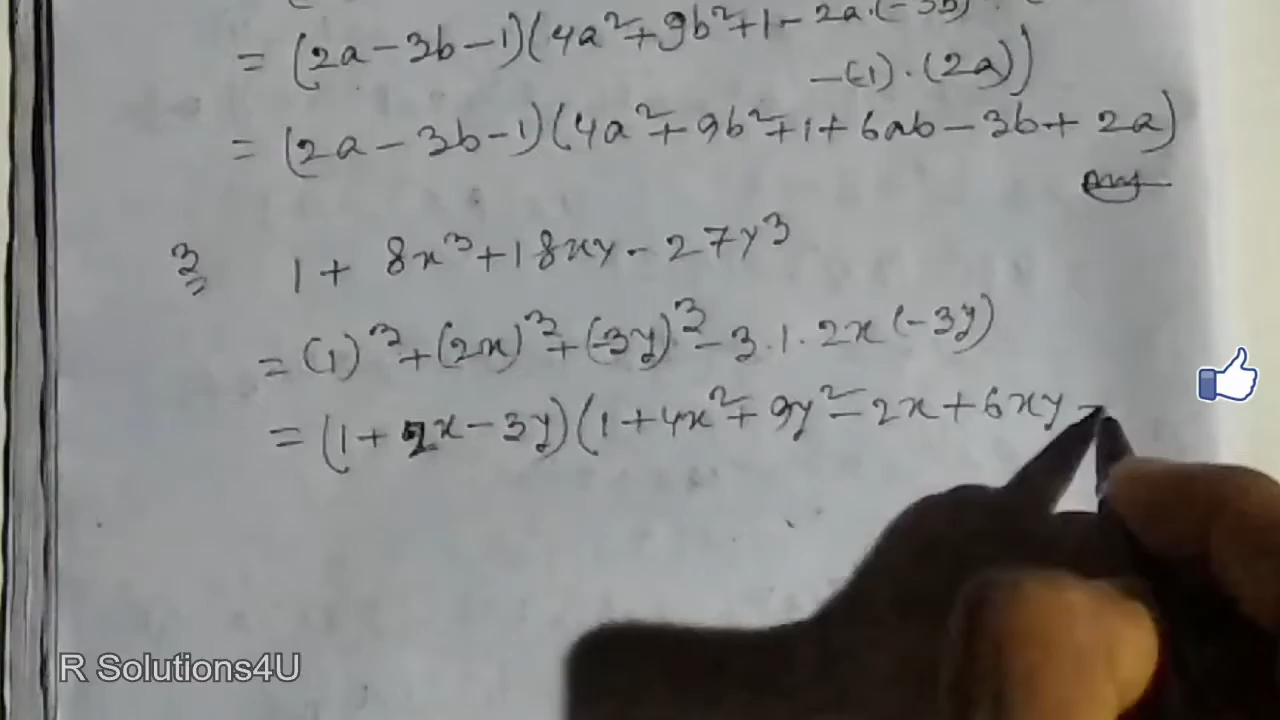 = (2a-3b-1)(4a²+9b²+1-2a.(-3b)
-(-1).(2a))
= (2a-3b-1)(4a²+9b²+1+6ab-3b+2a)
Ans
3 1+8x³+18xy-27y³
= (1)³+(2x)³+(-3y)³-3.1.2x(-3y)
= (1+2x-3y)(1+4x²+9y²-2x+6xy
R Solutions4U